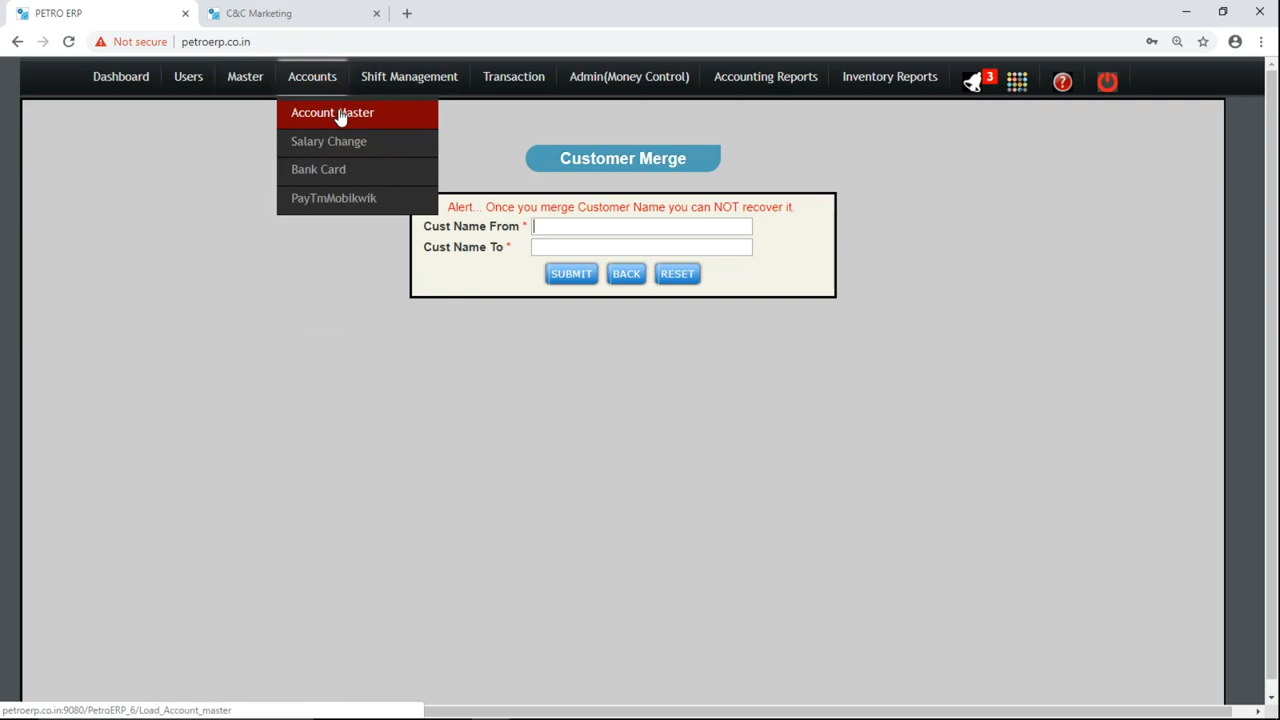 PETRO ERP
C&C Marketing
Not secure petroerp.co.in
Dashboard Users Master Accounts Shift Management Transaction Admin(Money Control) Accounting Reports Inventory Reports 3
Account Master
Salary Change
Bank Card
PayTmMobikwik
Customer Merge
Alert... Once you merge Customer Name you can NOT recover it.
Cust Name From *
Cust Name To *
SUBMIT BACK RESET
petroerp.co.in:9080/PetroERP_6/Load_Account_master